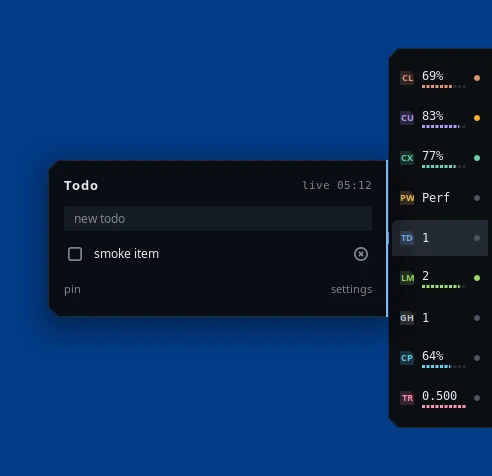 Todo
live 05:12
new todo
smoke item
pin
settings
CL 69%
CU 83%
CX 77%
PW Perf
TD 1
LM 2
GH 1
CP 64%
TR 0.500